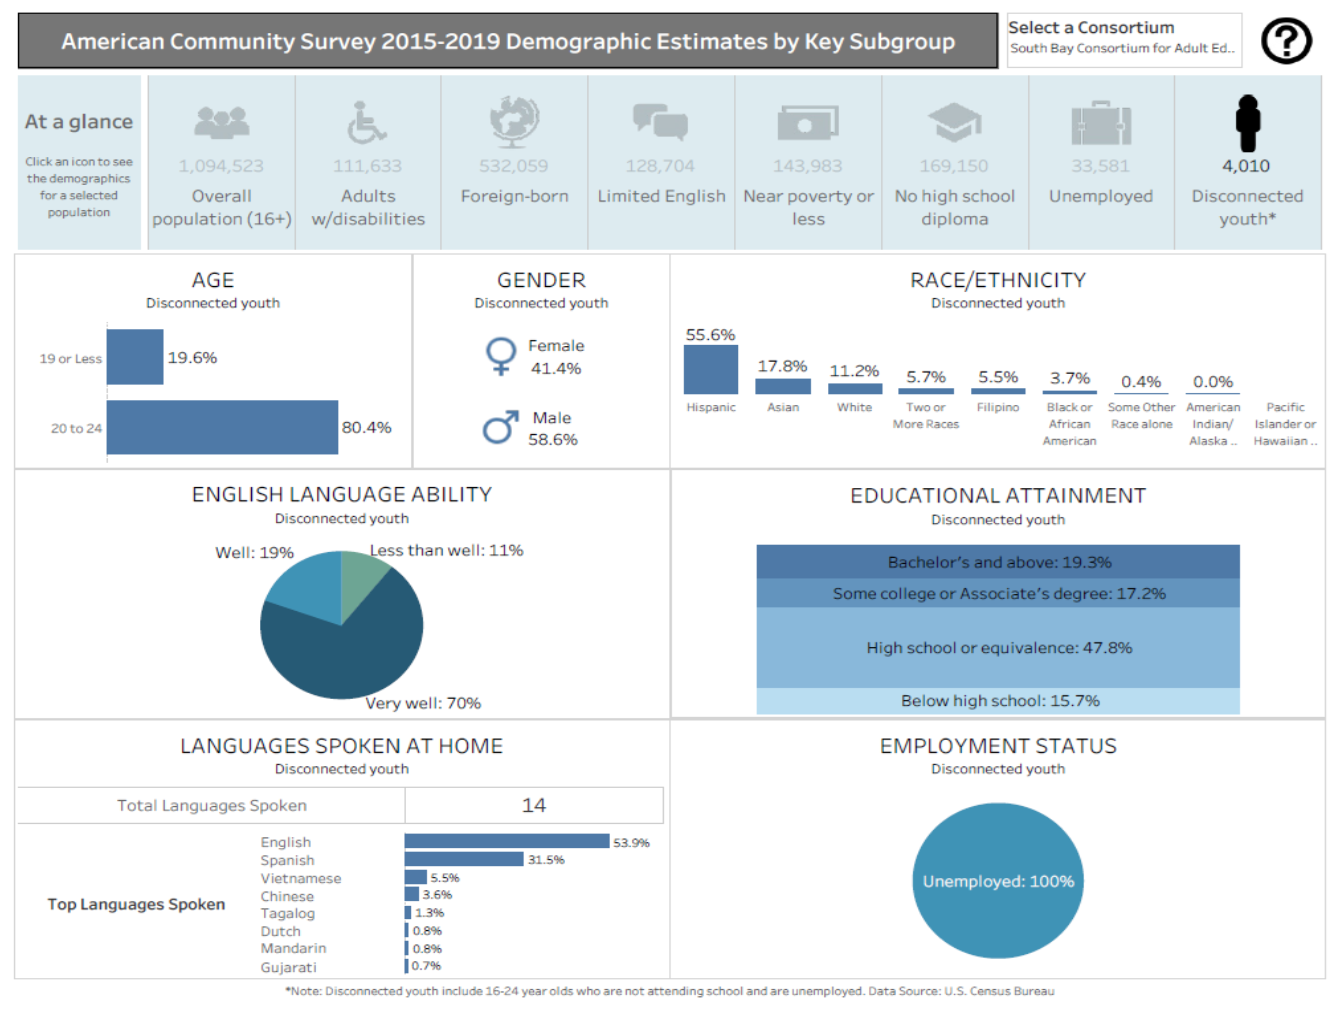 American Community Survey 2015-2019 Demographic Estimates by Key Subgroup
Select a Consortium
South Bay Consortium for Adult Ed..
?
At a glance
Click an icon to see
the demographics
for a selected
population
1,094,523
Overall
population (16+)
111,633
Adults
w/disabilities
532,059
Foreign-born
128,704
Limited English
143,983
Near poverty or
less
169,150
No high school
diploma
33,581
Unemployed
4,010
Disconnected
youth*
AGE
Disconnected youth
19 or Less
19.6%
20 to 24
80.4%
GENDER
Disconnected youth
Female
41.4%
Male
58.6%
RACE/ETHNICITY
Disconnected youth
55.6%
Hispanic
17.8%
Asian
11.2%
White
5.7%
Two or
More Races
5.5%
Filipino
3.7%
Black or
African
American
0.4%
Some Other
Race alone
0.0%
American
Indian/
Alaska ..
Pacific
Islander or
Hawaiian ..
ENGLISH LANGUAGE ABILITY
Disconnected youth
Well: 19%
Less than well: 11%
Very well: 70%
EDUCATIONAL ATTAINMENT
Disconnected youth
Bachelor's and above: 19.3%
Some college or Associate's degree: 17.2%
High school or equivalence: 47.8%
Below high school: 15.7%
LANGUAGES SPOKEN AT HOME
Disconnected youth
Total Languages Spoken
14
Top Languages Spoken
English
53.9%
Spanish
31.5%
Vietnamese
5.5%
Chinese
3.6%
Tagalog
1.3%
Dutch
0.8%
Mandarin
0.8%
Gujarati
0.7%
EMPLOYMENT STATUS
Disconnected youth
Unemployed: 100%
*Note: Disconnected youth include 16-24 year olds who are not attending school and are unemployed. Data Source: U.S. Census Bureau